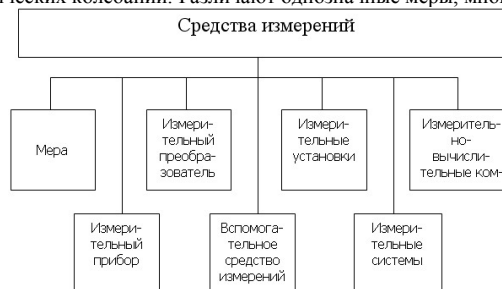 ческих колебаний. Различают однозначные меры, мног
Средства измерений
Мера
Измери-
тельный
преобра-
зователь
Измери-
тельные
установки
Измеритель-
но-
вычисли-
тельные ком-
Измери-
тельный
прибор
Вспомога-
тельное
средство
измерений
Измери-
тельные
системы